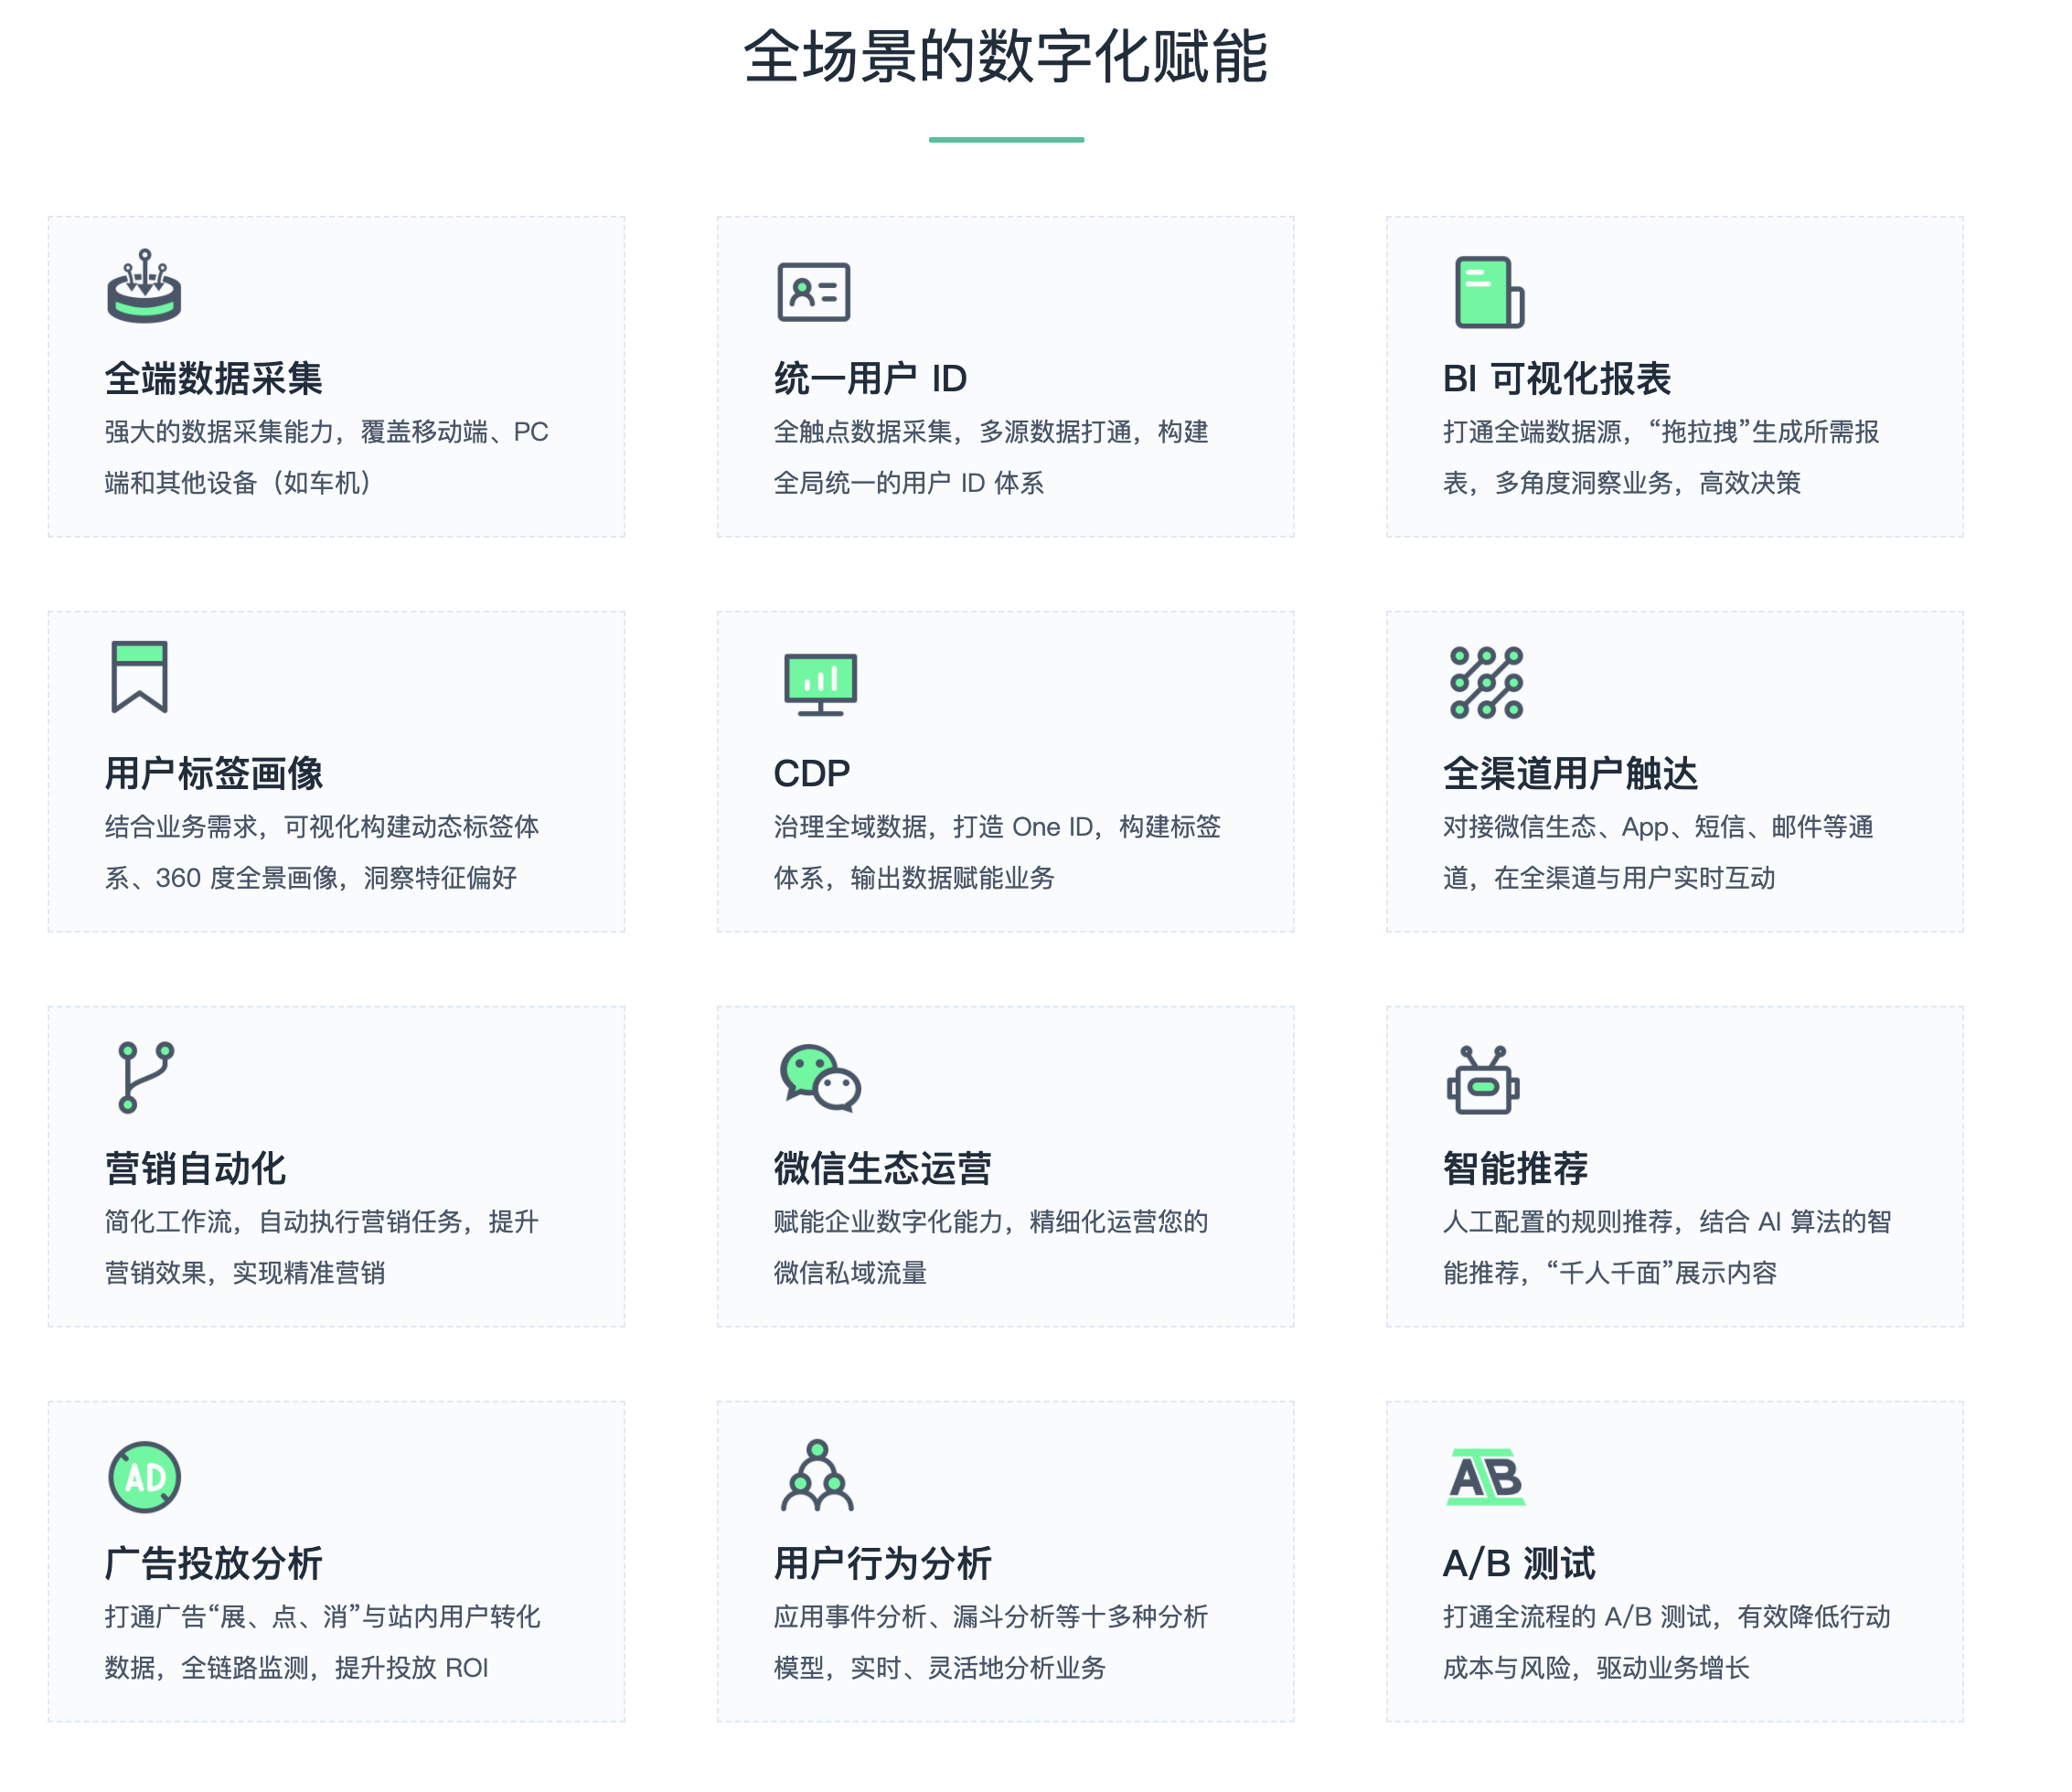 全场景的数字化赋能
全端数据采集
强大的数据采集能力，覆盖移动端、PC
端和其他设备（如车机）
统一用户 ID
全触点数据采集，多源数据打通，构建
全局统一的用户 ID 体系
BI 可视化报表
打通全端数据源，“拖拉拽”生成所需报
表，多角度洞察业务，高效决策
用户标签画像
结合业务需求，可视化构建动态标签体
系、360 度全景画像，洞察特征偏好
CDP
治理全域数据，打造 One ID，构建标签
体系，输出数据赋能业务
全渠道用户触达
对接微信生态、App、短信、邮件等通
道，在全渠道与用户实时互动
营销自动化
简化工作流，自动执行营销任务，提升
营销效果，实现精准营销
微信生态运营
赋能企业数字化能力，精细化运营您的
微信私域流量
智能推荐
人工配置的规则推荐，结合 AI 算法的智
能推荐，“千人千面”展示内容
AD
广告投放分析
打通广告“展、点、消”与站内用户转化
数据，全链路监测，提升投放 ROI
用户行为分析
应用事件分析、漏斗分析等十多种分析
模型，实时、灵活地分析业务
AB
A/B 测试
打通全流程的 A/B 测试，有效降低行动
成本与风险，驱动业务增长